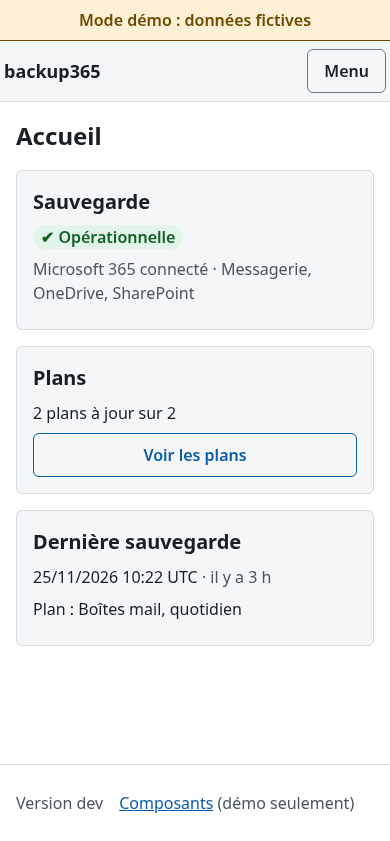 Mode démo : données fictives
backup365
Menu
Accueil
Sauvegarde
✔ Opérationnelle
Microsoft 365 connecté · Messagerie,
OneDrive, SharePoint
Plans
2 plans à jour sur 2
Voir les plans
Dernière sauvegarde
25/11/2026 10:22 UTC · il y a 3 h
Plan : Boîtes mail, quotidien
Version dev Composants (démo seulement)